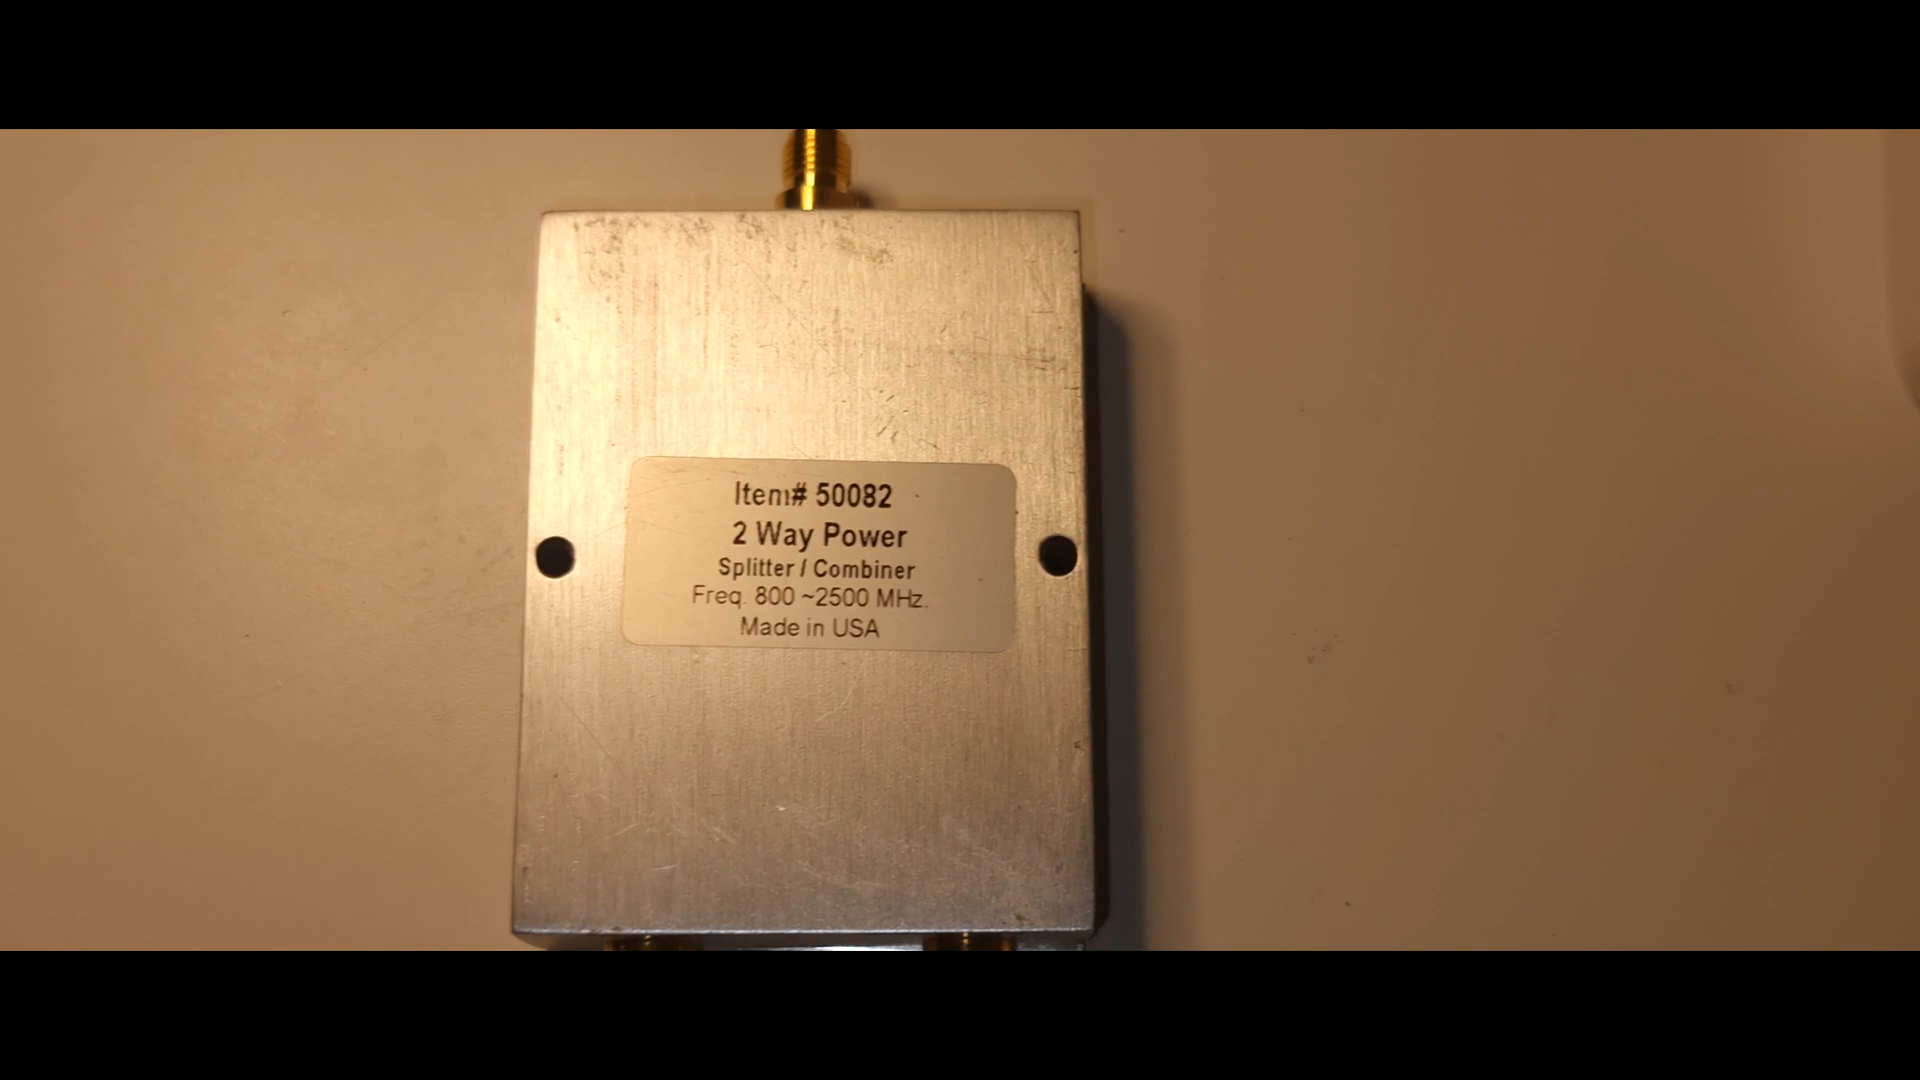 Item# 50082
2 Way Power
Splitter / Combiner
Freq. 800 ~2500 MHz.
Made in USA